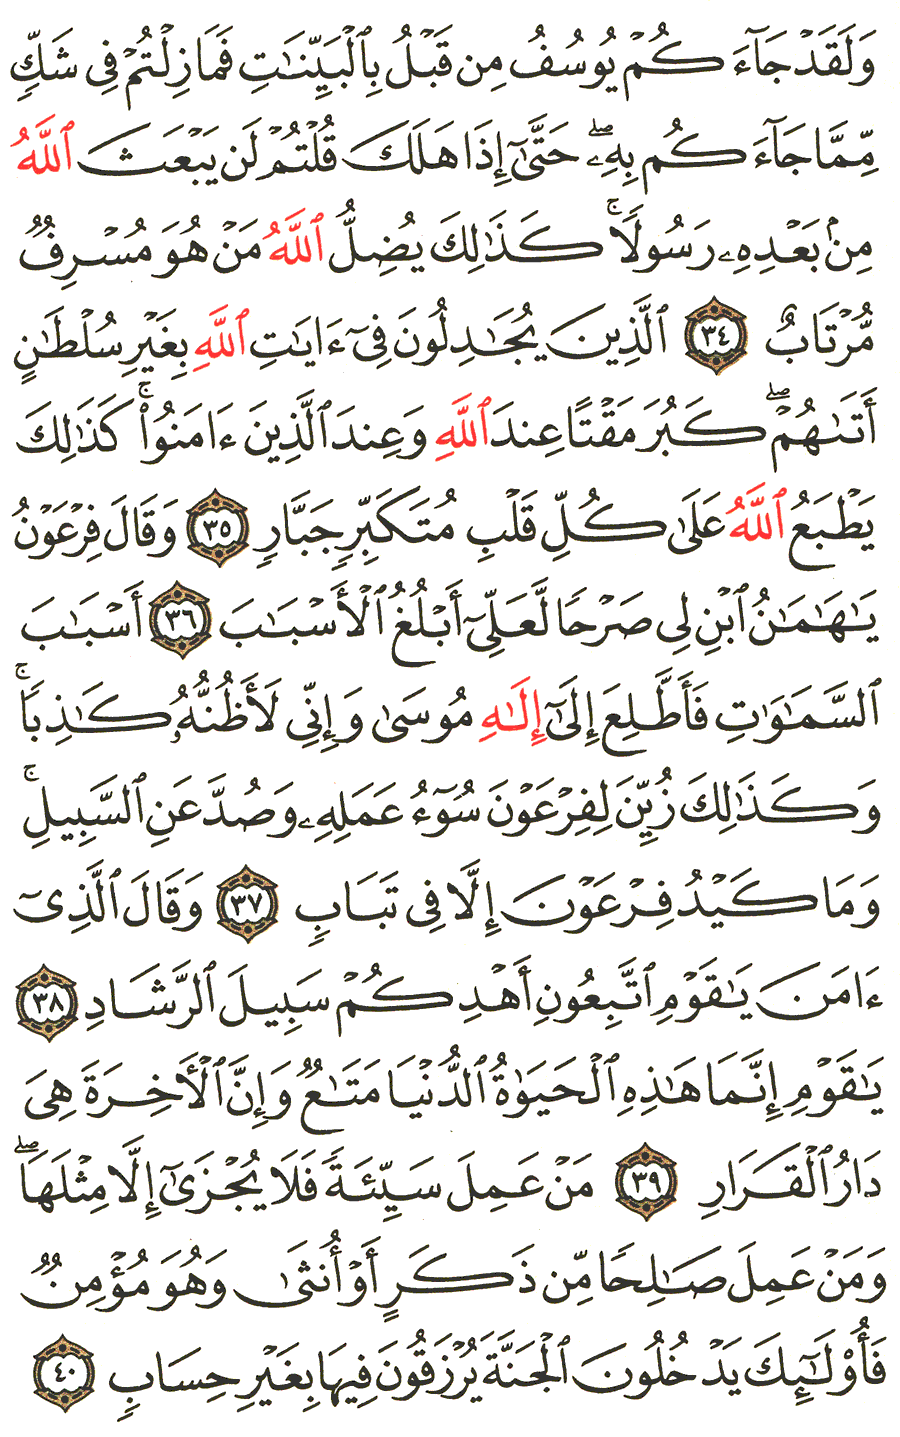 وَلَقَدْ جَآءَكُمْ يُوسُفُ مِن قَبْلُ بِٱلْبَيِّنَٰتِ فَمَا زِلْتُمْ فِى شَكٍّ
مِّمَّا جَآءَكُم بِهِۦۖ حَتَّىٰٓ إِذَا هَلَكَ قُلْتُمْ لَن يَبْعَثَ ٱللَّهُ
مِنۢ بَعْدِهِۦ رَسُولًاۚ كَذَٰلِكَ يُضِلُّ ٱللَّهُ مَنْ هُوَ مُسْرِفٌ
مُّرْتَابٌ ٣٤ ٱلَّذِينَ يُجَٰدِلُونَ فِىٓ ءَايَٰتِ ٱللَّهِ بِغَيْرِ سُلْطَٰنٍ
أَتَىٰهُمْۖ كَبُرَ مَقْتًا عِندَ ٱللَّهِ وَعِندَ ٱلَّذِينَ ءَامَنُوا۟ۚ كَذَٰلِكَ
يَطْبَعُ ٱللَّهُ عَلَىٰ كُلِّ قَلْبِ مُتَكَبِّرٍ جَبَّارٍ ٣٥ وَقَالَ فِرْعَوْنُ
يَٰهَٰمَٰنُ ٱبْنِ لِى صَرْحًا لَّعَلِّىٓ أَبْلُغُ ٱلْأَسْبَٰبَ ٣٦ أَسْبَٰبَ
ٱلسَّمَٰوَٰتِ فَأَطَّلِعَ إِلَىٰٓ إِلَٰهِ مُوسَىٰ وَإِنِّى لَأَظُنُّهُۥ كَٰذِبًاۚ
وَكَذَٰلِكَ زُيِّنَ لِفِرْعَوْنَ سُوٓءُ عَمَلِهِۦ وَصُدَّ عَنِ ٱلسَّبِيلِۚ
وَمَا كَيْدُ فِرْعَوْنَ إِلَّا فِى تَبَابٍ ٣٧ وَقَالَ ٱلَّذِىٓ
ءَامَنَ يَٰقَوْمِ ٱتَّبِعُونِ أَهْدِكُمْ سَبِيلَ ٱلرَّشَادِ ٣٨
يَٰقَوْمِ إِنَّمَا هَٰذِهِ ٱلْحَيَوٰةُ ٱلدُّنْيَا مَتَٰعٌ وَإِنَّ ٱلْأَخِرَةَ هِىَ
دَارُ ٱلْقَرَارِ ٣٩ مَنْ عَمِلَ سَيِّئَةً فَلَا يُجْزَىٰٓ إِلَّا مِثْلَهَاۖ
وَمَنْ عَمِلَ صَٰلِحًا مِّن ذَكَرٍ أَوْ أُنثَىٰ وَهُوَ مُؤْمِنٌ
فَأُو۟لَٰٓئِكَ يَدْخُلُونَ ٱلْجَنَّةَ يُرْزَقُونَ فِيهَا بِغَيْرِ حِسَابٍ ٤٠